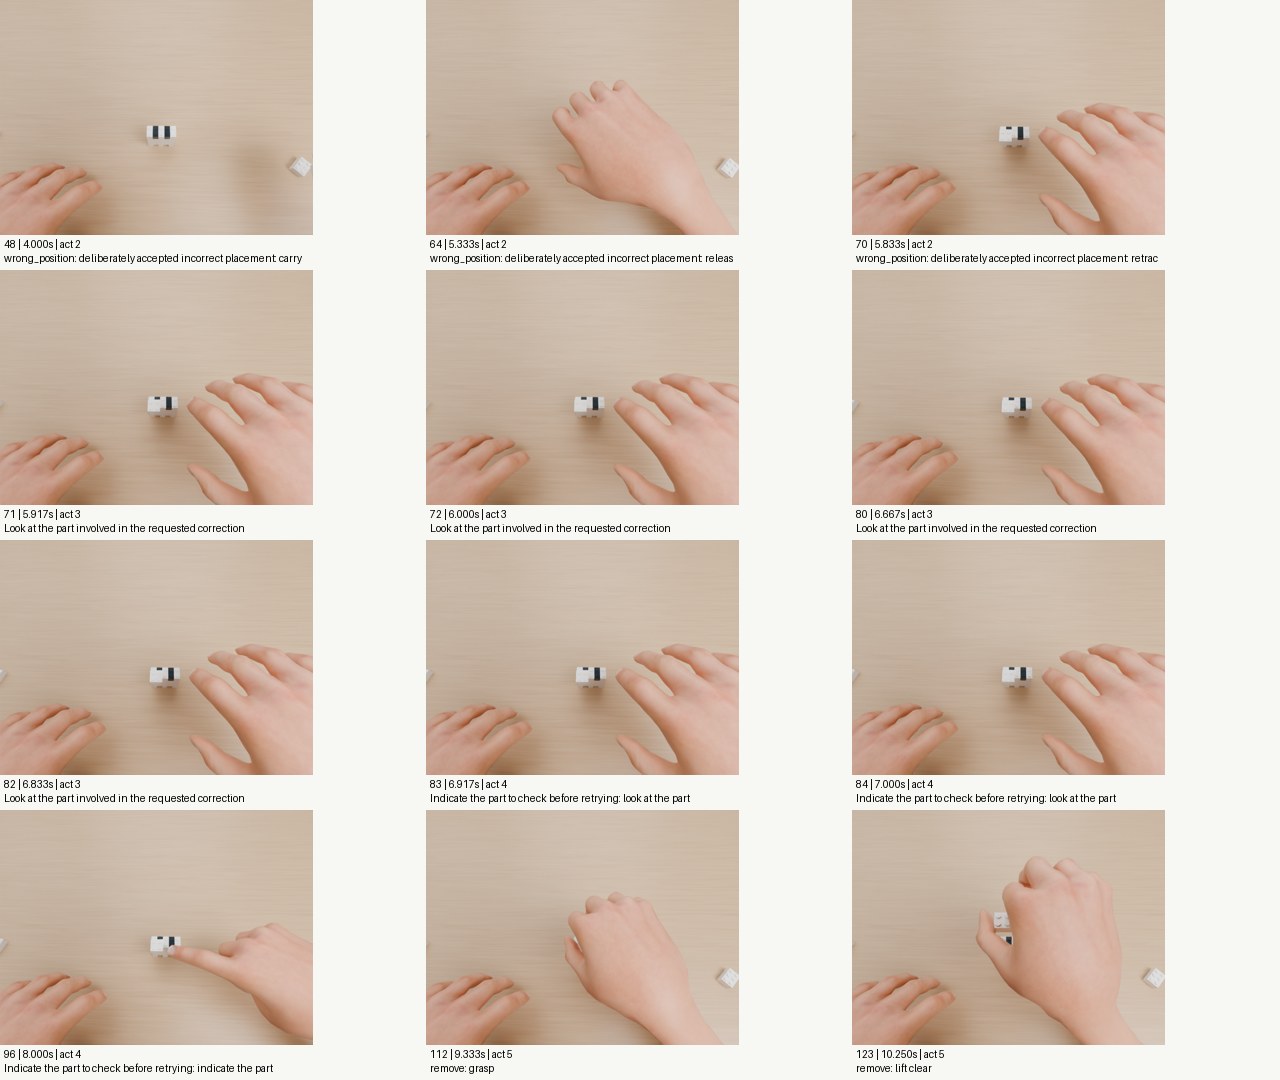 48 | 4.000s | act 2
wrong_position: deliberately accepted incorrect placement: carry
64 | 5.333s | act 2
wrong_position: deliberately accepted incorrect placement: releas
70 | 5.833s | act 2
wrong_position: deliberately accepted incorrect placement: retrac
71 | 5.917s | act 3
Look at the part involved in the requested correction
72 | 6.000s | act 3
Look at the part involved in the requested correction
80 | 6.667s | act 3
Look at the part involved in the requested correction
82 | 6.833s | act 3
Look at the part involved in the requested correction
83 | 6.917s | act 4
Indicate the part to check before retrying: look at the part
84 | 7.000s | act 4
Indicate the part to check before retrying: look at the part
96 | 8.000s | act 4
Indicate the part to check before retrying: indicate the part
112 | 9.333s | act 5
remove: grasp
123 | 10.250s | act 5
remove: lift clear